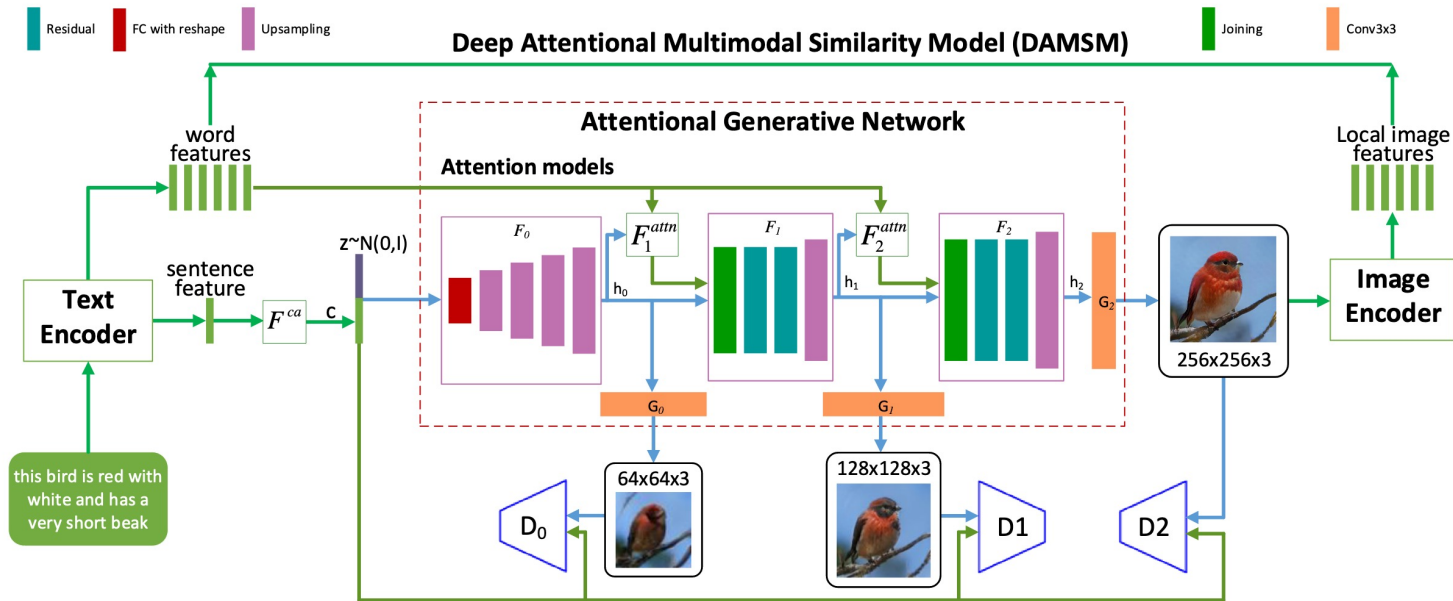 Residual
FC with reshape
Upsampling
Joining
Conv3x3
Deep Attentional Multimodal Similarity Model (DAMSM)
Attentional Generative Network
word
features
Local image
features
Attention models
z~N(0,I)
F₀
F₁ᵃᵗᵗⁿ
F₁
F₂ᵃᵗᵗⁿ
F₂
sentence
feature
Text
Encoder
F ᶜᵃ
c
h₀
h₁
h₂
G₂
256x256x3
Image
Encoder
G₀
G₁
this bird is red with
white and has a
very short beak
64x64x3
128x128x3
D₀
D1
D2